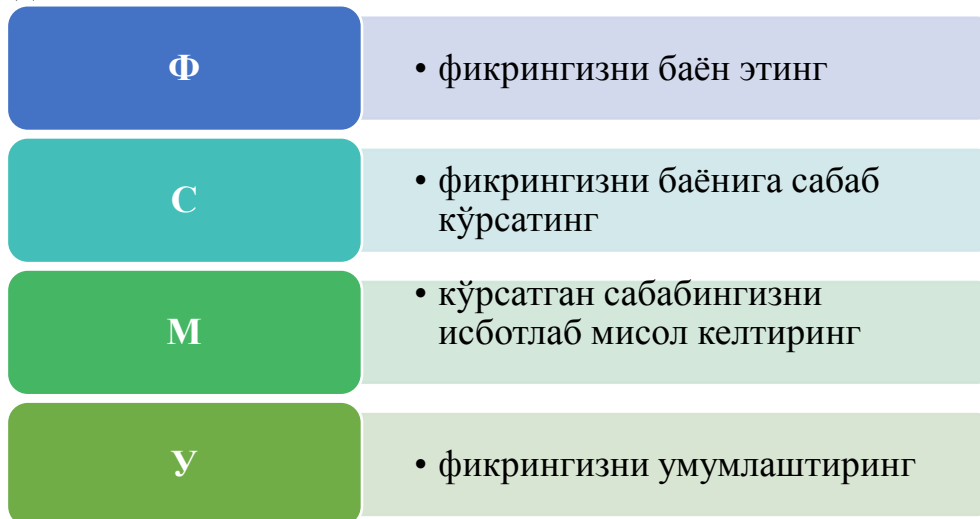 Ф
• фикрингизни баён этинг
С
• фикрингизни баёнига сабаб
кўрсатинг
М
• кўрсатган сабабингизни
исботлаб мисол келтиринг
У
• фикрингизни умумлаштиринг